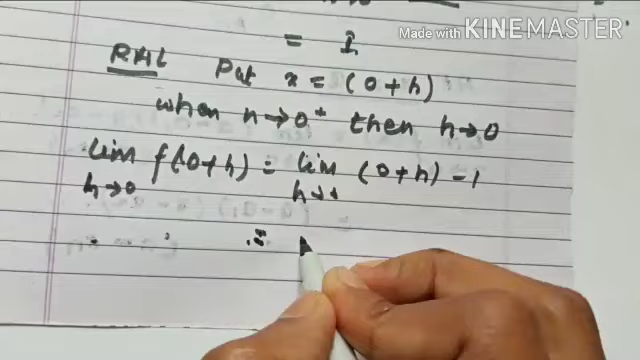 Made with KINEMASTER
= 1
RHL Put x = (0+h)
when x→0⁺ then h→0
lim f(0+h) = lim (0+h) -1
h→0 h→
=